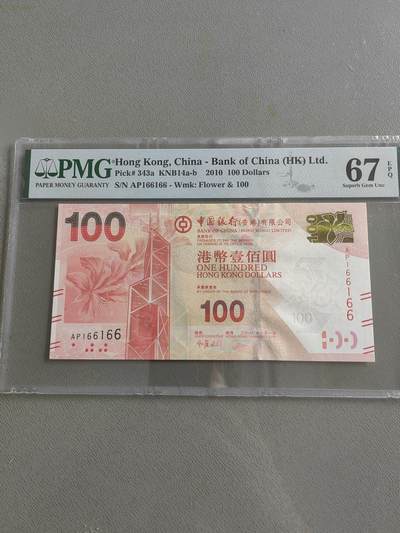 PMG
PAPER MONEY GUARANTY
Hong Kong, China - Bank of China (HK) Ltd.
Pick# 343a KNB14a-b 2010 100 Dollars
S/N AP166166 - Wmk: Flower & 100
67 EPQ
Superb Gem Unc
100
中國銀行(香港)有限公司
BANK OF CHINA (HONG KONG) LIMITED
港幣壹佰圓
ONE HUNDRED
HONG KONG DOLLARS
100
100
100
AP166166
AP166166